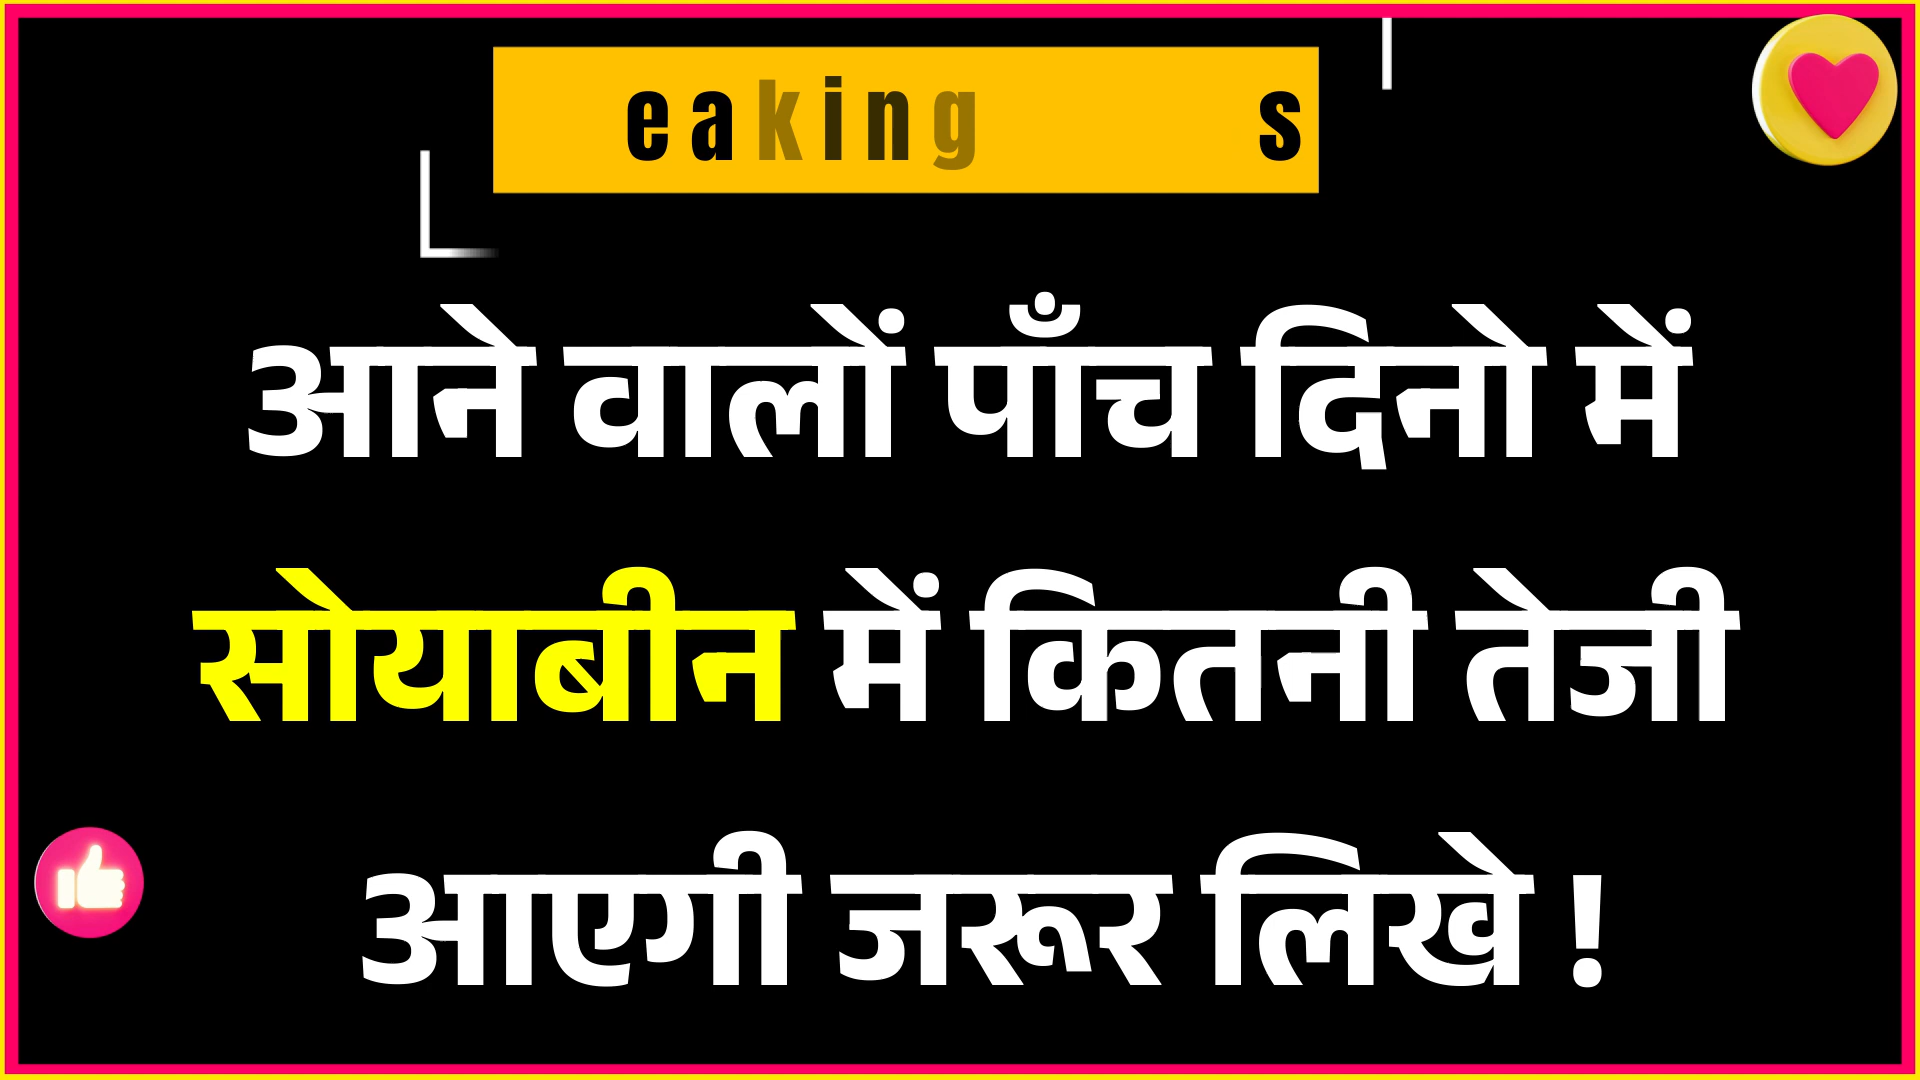 eaking s
आने वालों पाँच दिनो में
सोयाबीन में कितनी तेजी
आएगी जरूर लिखे !